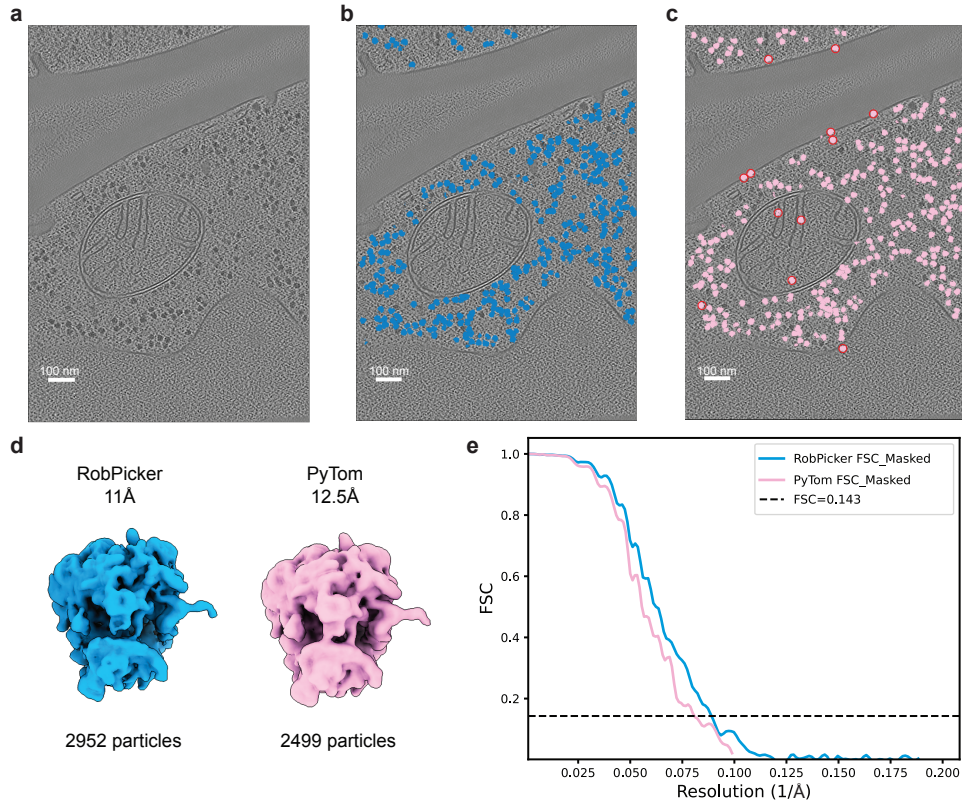 a
b
c
100 nm
100 nm
100 nm
d
RobPicker
11Å
PyTom
12.5Å
2952 particles
2499 particles
e
RobPicker FSC_Masked
PyTom FSC_Masked
FSC=0.143
FSC
1.0
0.8
0.6
0.4
0.2
0.025
0.050
0.075
0.100
0.125
0.150
0.175
0.200
Resolution (1/Å)